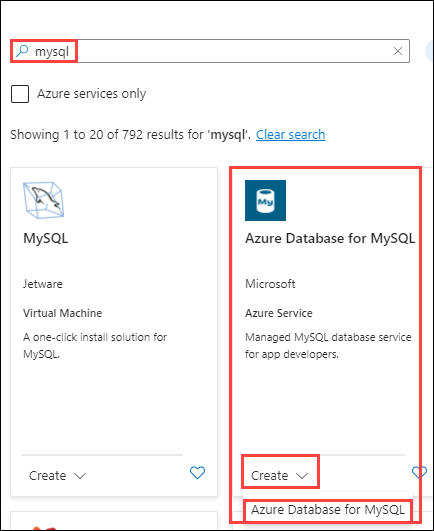 mysql
Azure services only
Showing 1 to 20 of 792 results for 'mysql'. Clear search
MySQL
Jetware
Virtual Machine
A one-click install solution for
MySQL.
Create
My
Azure Database for MySQL
Microsoft
Azure Service
Managed MySQL database service
for app developers.
Create
Azure Database for MySQL